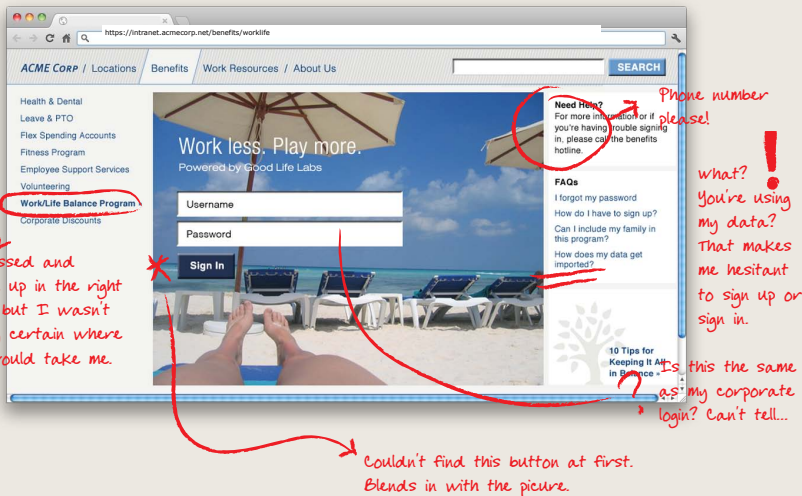 https://intranet.acmecorp.net/benefits/worklife
ACME CORP / Locations Benefits Work Resources / About Us
SEARCH
Health & Dental
Leave & PTO
Flex Spending Accounts
Fitness Program
Employee Support Services
Volunteering
Work/Life Balance Program
Corporate Discounts
Work less. Play more.
Powered by Good Life Labs
Username
Password
Sign In
Need Help?
For more information or if
you're having trouble signing
in, please call the benefits
hotline.
FAQs
I forgot my password
How do I have to sign up?
Can I include my family in
this program?
How does my data get
imported?
10 Tips for
Keeping It All
in Balance »
Phone number
please!
!
what?
You're using
my data?
That makes
me hesitant
to sign up or
sign in.
Is this the same
as my corporate
login? Can't tell...
?
and
up in the right
but I wasn't
certain where
take me.
Couldn't find this button at first.
Blends in with the picure.